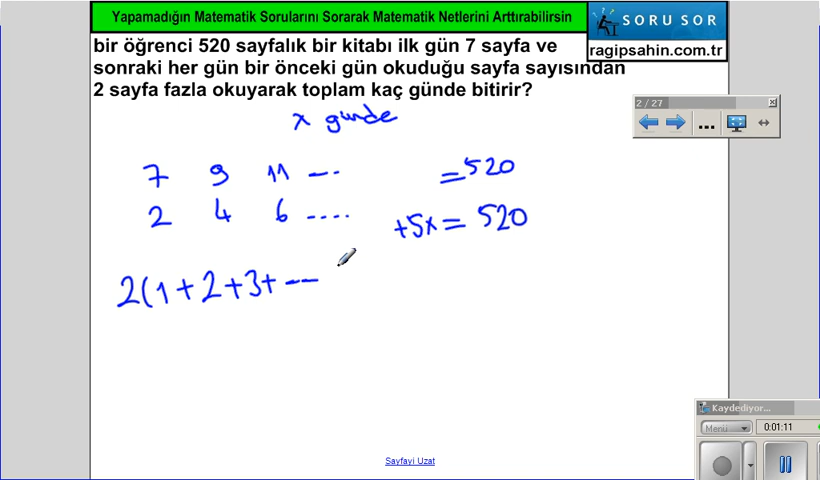 Yapamadığın Matematik Sorularını Sorarak Matematik Netlerini Arttırabilirsin
SORU SOR
ragipsahin.com.tr
bir öğrenci 520 sayfalık bir kitabı ilk gün 7 sayfa ve
sonraki her gün bir önceki gün okuduğu sayfa sayısından
2 sayfa fazla okuyarak toplam kaç günde bitirir?
2 / 27
x günde
7 9 11 ---- = 520
2 4 6 .... +5x = 520
2(1+2+3+ ---
Kaydediyor...
Menü
0:01:11
Sayfayi Uzat